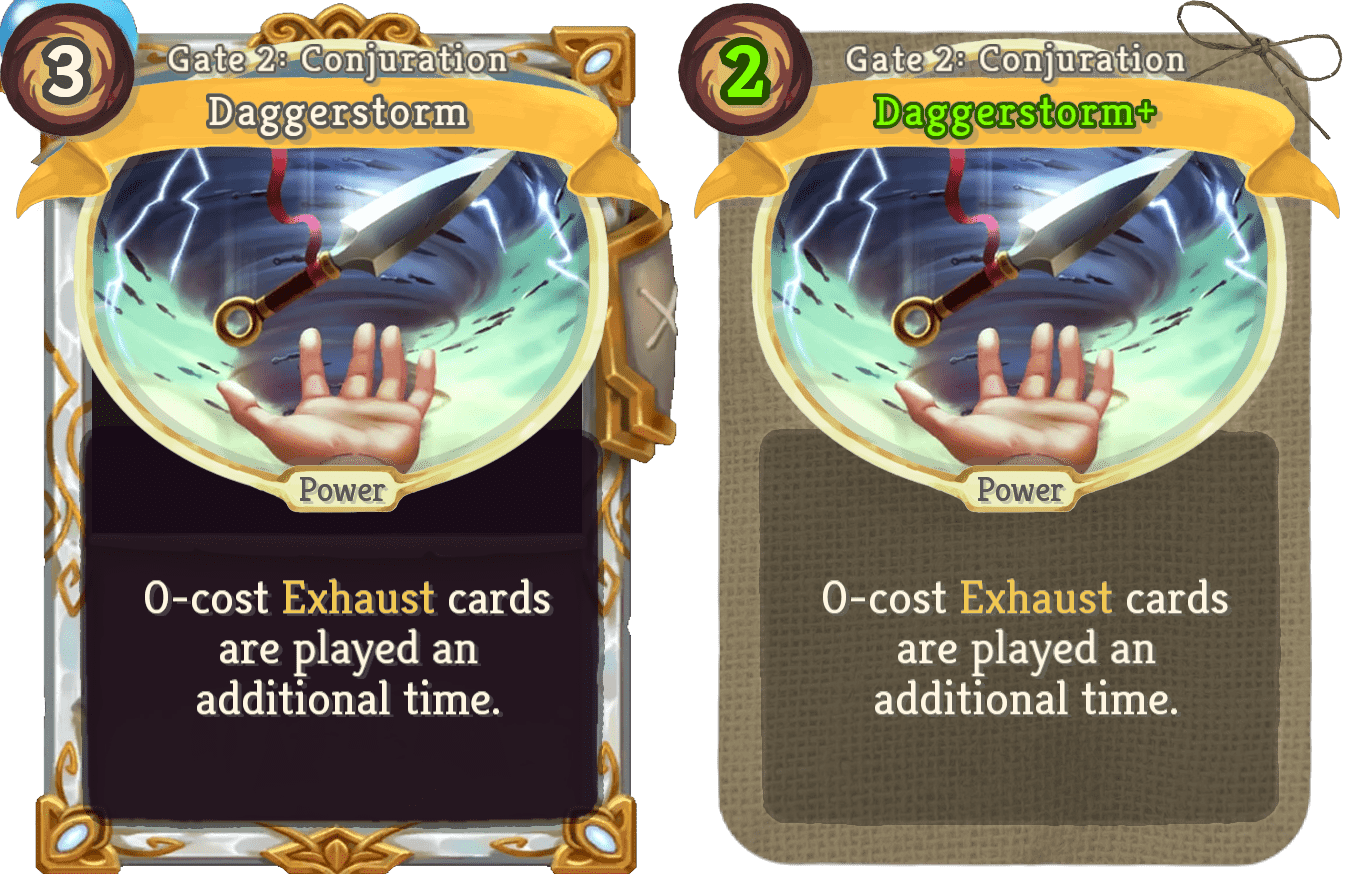 3
Gate 2: Conjuration
Daggerstorm
Power
0-cost Exhaust cards
are played an
additional time.
2
Gate 2: Conjuration
Daggerstorm+
Power
0-cost Exhaust cards
are played an
additional time.